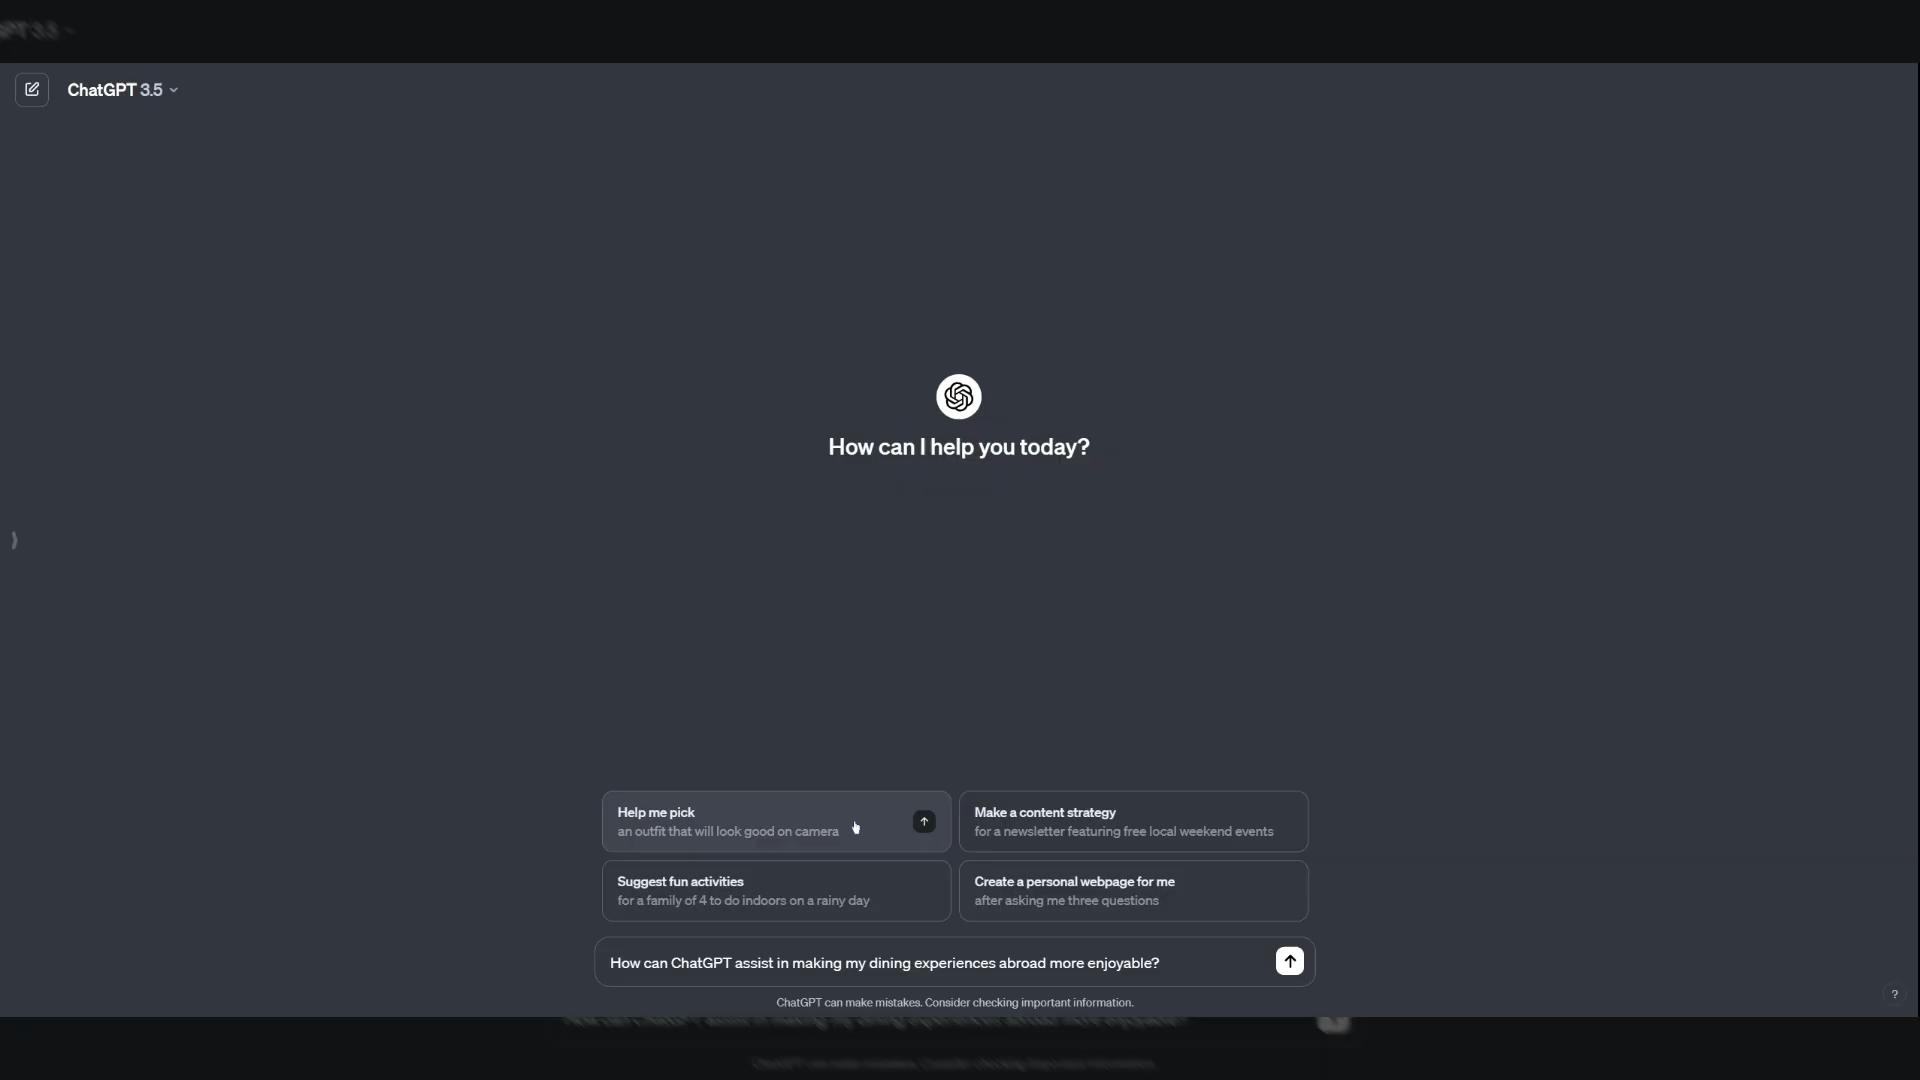 ChatGPT 3.5
How can I help you today?
Help me pick
an outfit that will look good on camera
Make a content strategy
for a newsletter featuring free local weekend events
Suggest fun activities
for a family of 4 to do indoors on a rainy day
Create a personal webpage for me
after asking me three questions
How can ChatGPT assist in making my dining experiences abroad more enjoyable?
ChatGPT can make mistakes. Consider checking important information.
?